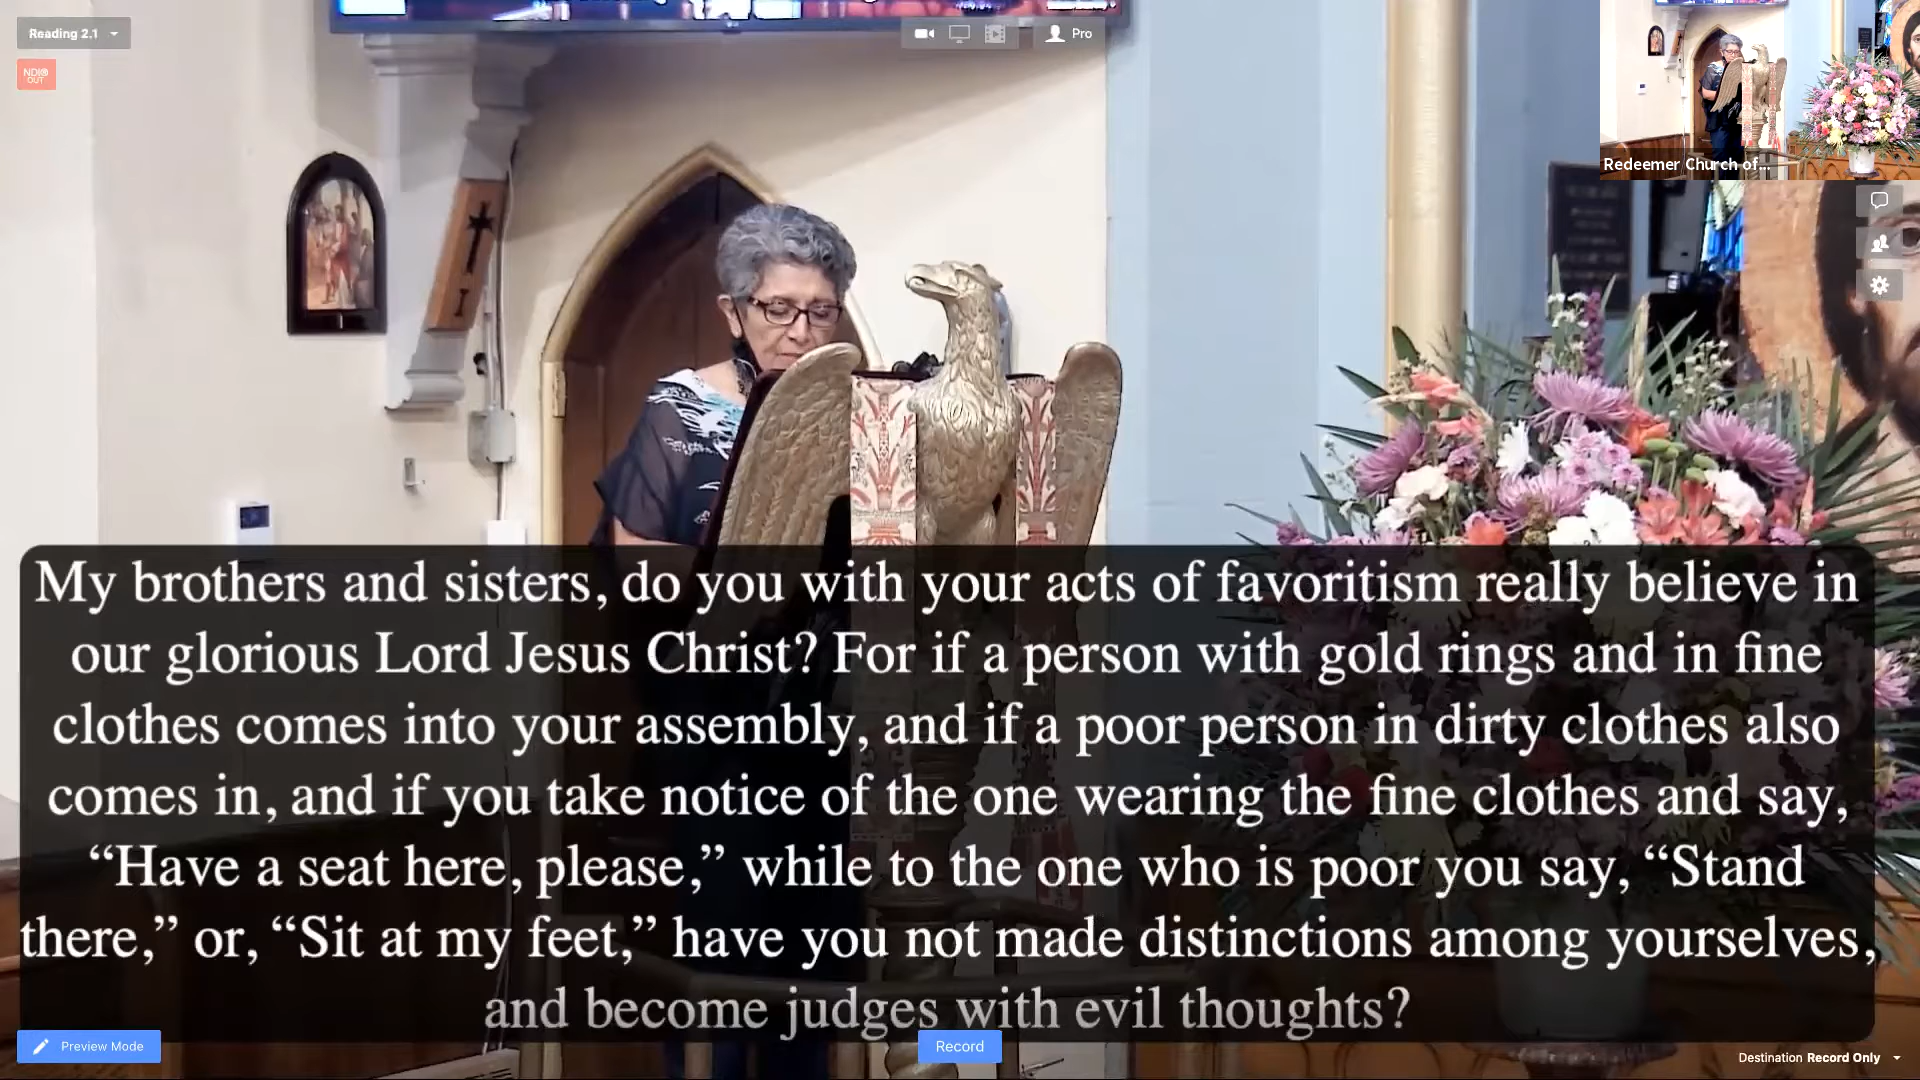 Reading 2.1
NDI®
OUT
Pro
Redeemer Church of...
My brothers and sisters, do you with your acts of favoritism really believe in
our glorious Lord Jesus Christ? For if a person with gold rings and in fine
clothes comes into your assembly, and if a poor person in dirty clothes also
comes in, and if you take notice of the one wearing the fine clothes and say,
“Have a seat here, please,” while to the one who is poor you say, “Stand
there,” or, “Sit at my feet,” have you not made distinctions among yourselves,
and become judges with evil thoughts?
Preview Mode
Record
Destination Record Only